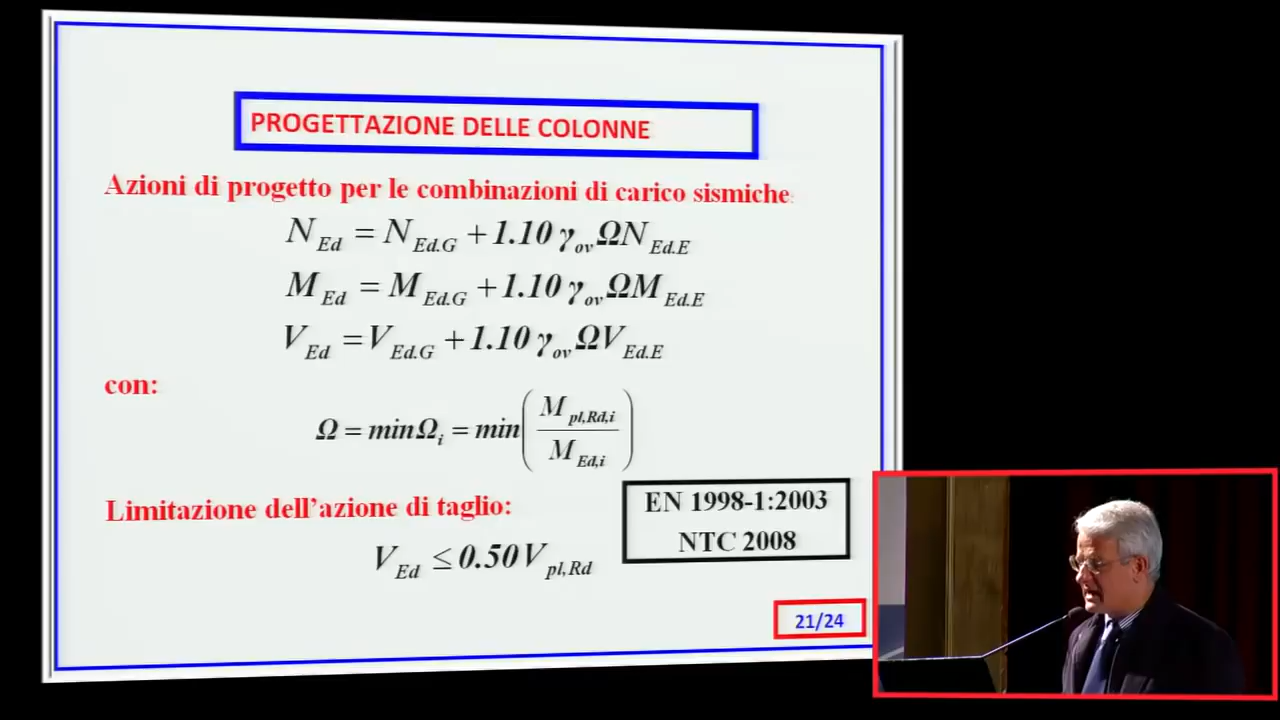 PROGETTAZIONE DELLE COLONNE
Azioni di progetto per le combinazioni di carico sismiche:
N_Ed = N_Ed.G + 1.10 γ_ov Ω N_Ed.E
M_Ed = M_Ed.G + 1.10 γ_ov Ω M_Ed.E
V_Ed = V_Ed.G + 1.10 γ_ov Ω V_Ed.E
con:
Ω = min Ω_i = min ( M_pl,Rd,i / M_Ed,i )
Limitazione dell'azione di taglio:
V_Ed ≤ 0.50 V_pl,Rd
EN 1998-1:2003
NTC 2008
21/24